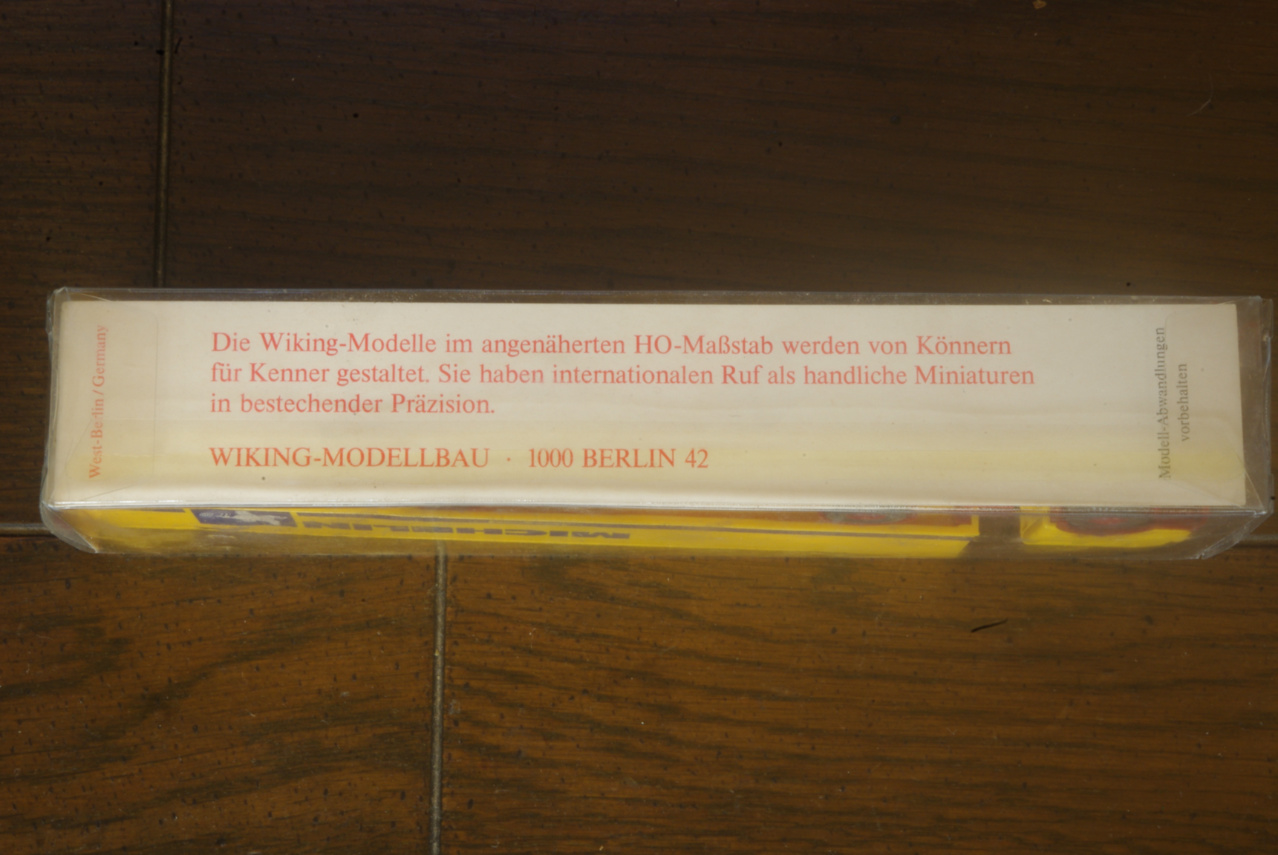 West-Berlin/Germany
Die Wiking-Modelle im angenäherten HO-Maßstab werden von Könnern
für Kenner gestaltet. Sie haben internationalen Ruf als handliche Miniaturen
in bestechender Präzision.
WIKING-MODELLBAU · 1000 BERLIN 42
Modell-Abwandlungen
vorbehalten
MICHELIN